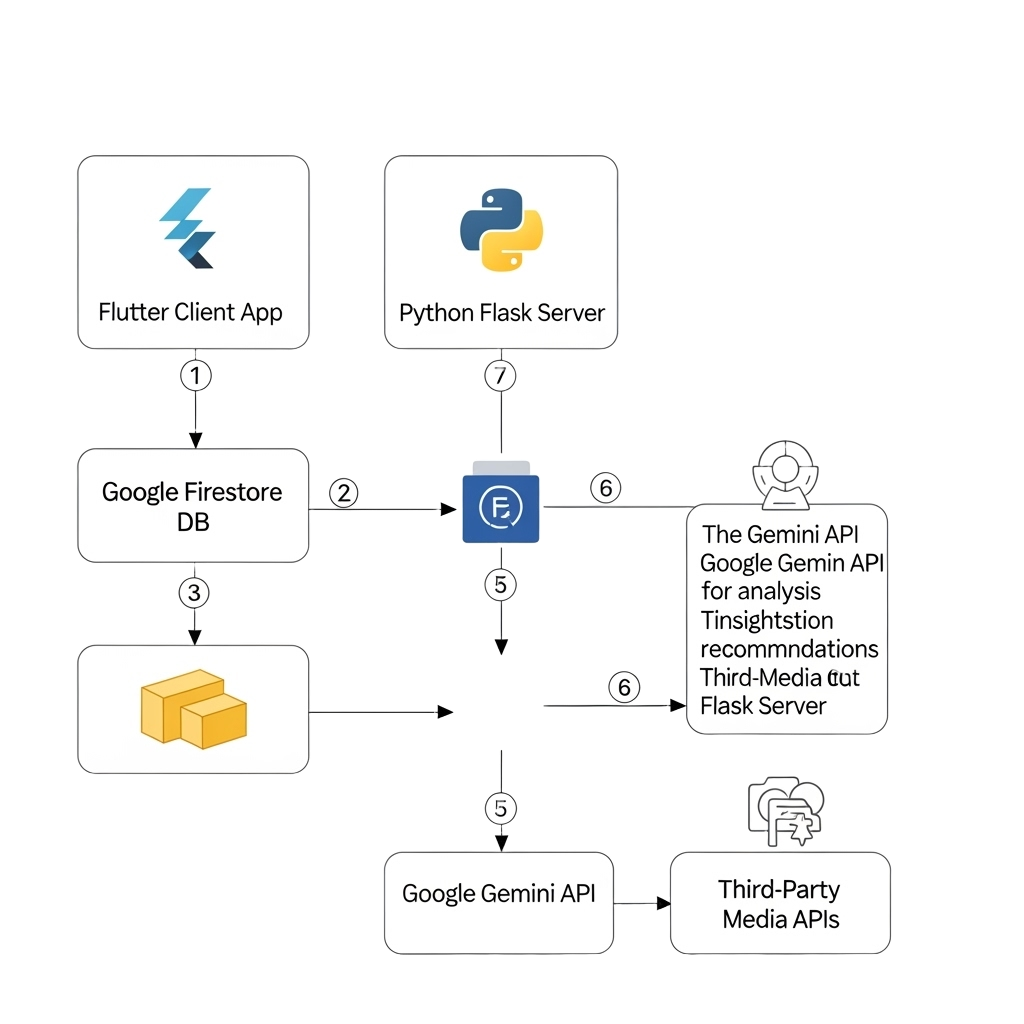 Flutter Client App
Python Flask Server
1
7
Google Firestore
DB
2
6
3
5
The Gemini API
Google Gemin API
for analysis
Tinsightstion
recommndations
Third-Media
Flask Server
6
5
Google Gemini API
Third-Party
Media APIs